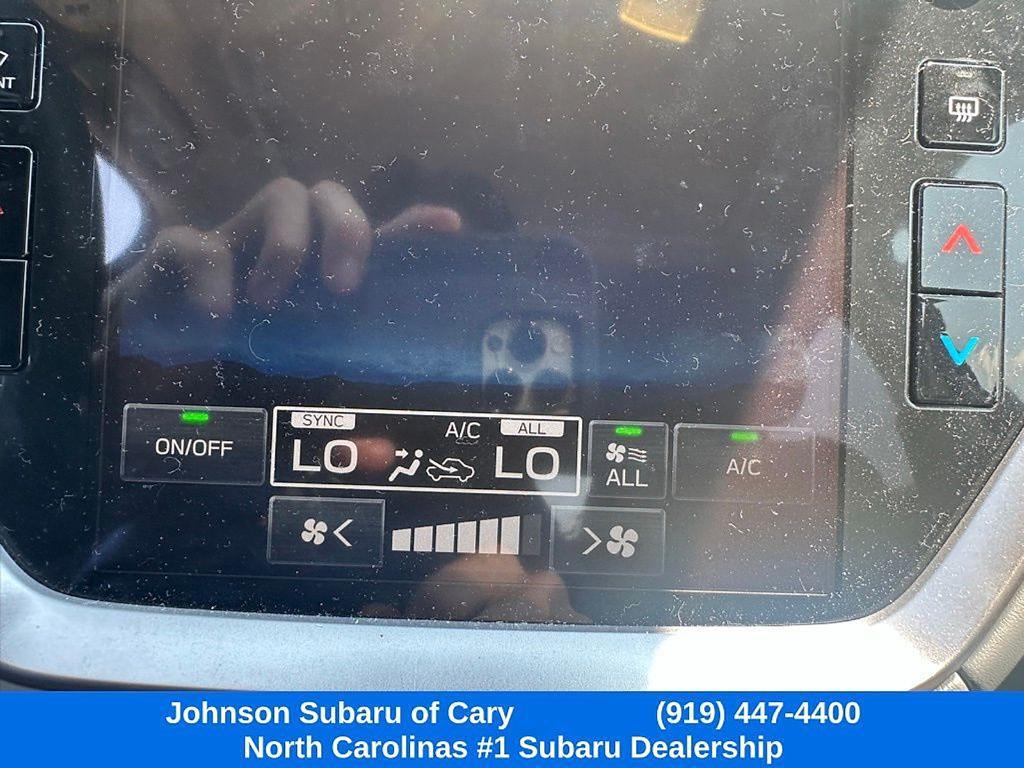 NT
SYNC A/C ALL
ON/OFF LO LO ALL A/C
Johnson Subaru of Cary (919) 447-4400
North Carolinas #1 Subaru Dealership